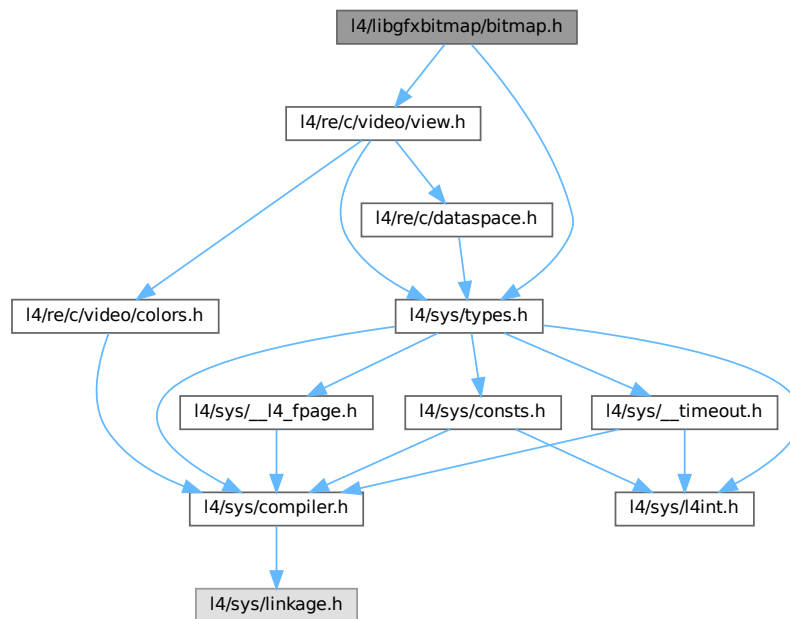 l4/libgfxbitmap/bitmap.h
l4/re/c/video/view.h
l4/re/c/dataspace.h
l4/re/c/video/colors.h
l4/sys/types.h
l4/sys/__l4_fpage.h
l4/sys/consts.h
l4/sys/__timeout.h
l4/sys/compiler.h
l4/sys/l4int.h
l4/sys/linkage.h